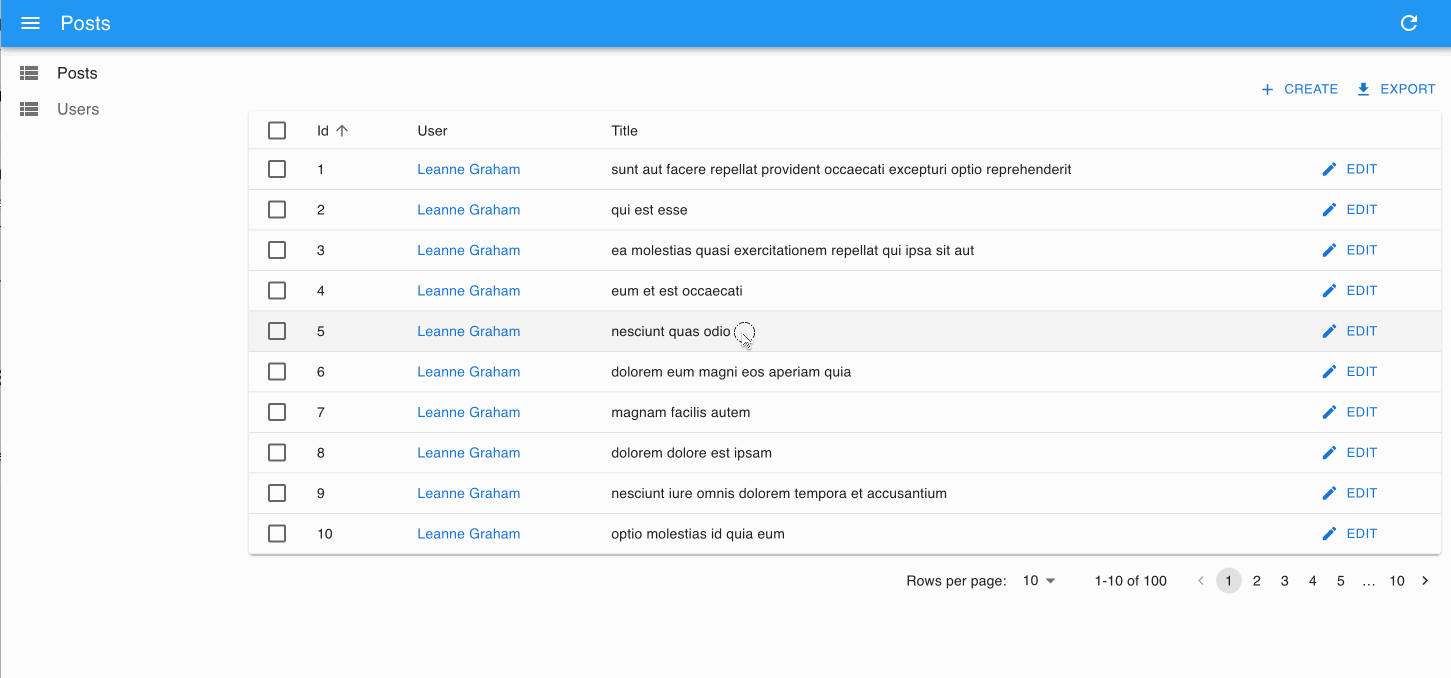 Posts
Posts
Users
CREATE EXPORT
Id User Title
1 Leanne Graham sunt aut facere repellat provident occaecati excepturi optio reprehenderit EDIT
2 Leanne Graham qui est esse EDIT
3 Leanne Graham ea molestias quasi exercitationem repellat qui ipsa sit aut EDIT
4 Leanne Graham eum et est occaecati EDIT
5 Leanne Graham nesciunt quas odio EDIT
6 Leanne Graham dolorem eum magni eos aperiam quia EDIT
7 Leanne Graham magnam facilis autem EDIT
8 Leanne Graham dolorem dolore est ipsam EDIT
9 Leanne Graham nesciunt iure omnis dolorem tempora et accusantium EDIT
10 Leanne Graham optio molestias id quia eum EDIT
Rows per page: 10 1-10 of 100 1 2 3 4 5 ... 10